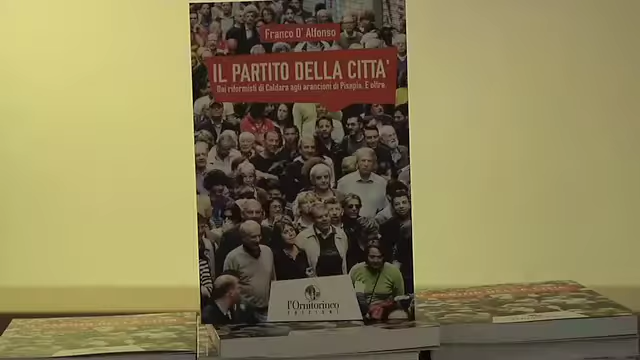 Franco D' Alfonso
IL PARTITO DELLA CITTA'
Dai riformisti di Caldara agli arancioni di Pisapia. E oltre.
l'Ornitorinco
EDIZIONI